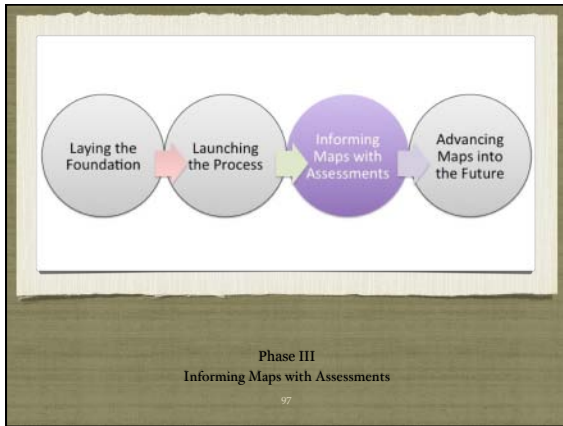 Laying the
Foundation
Launching
the Process
Informing
Maps with
Assessments
Advancing
Maps into
the Future
Phase III
Informing Maps with Assessments
97